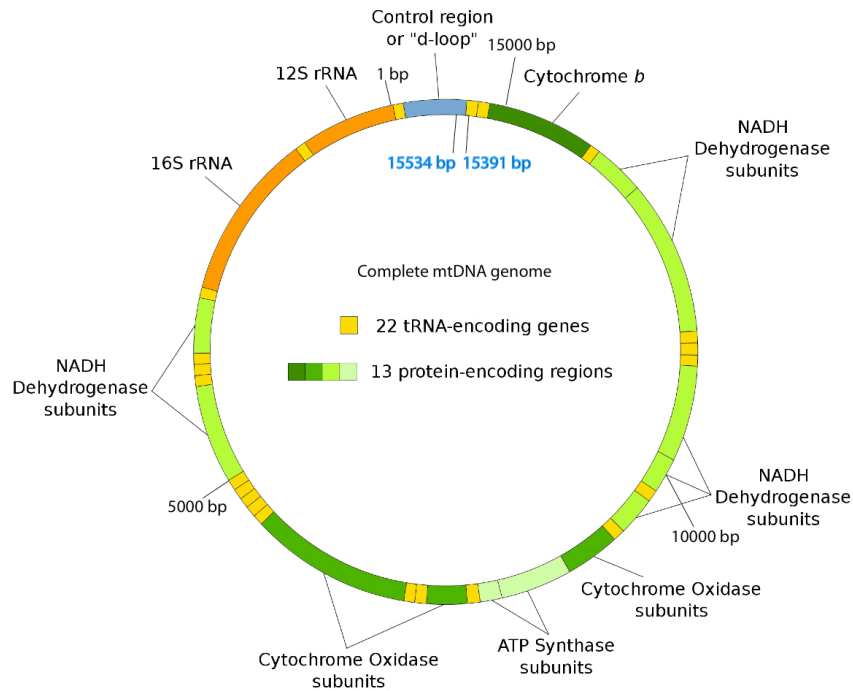 Control region
or "d-loop"
15000 bp
12S rRNA
1 bp
Cytochrome b
NADH
Dehydrogenase
subunits
15534 bp
15391 bp
16S rRNA
Complete mtDNA genome
22 tRNA-encoding genes
13 protein-encoding regions
NADH
Dehydrogenase
subunits
NADH
Dehydrogenase
subunits
5000 bp
10000 bp
Cytochrome Oxidase
subunits
ATP Synthase
subunits
Cytochrome Oxidase
subunits